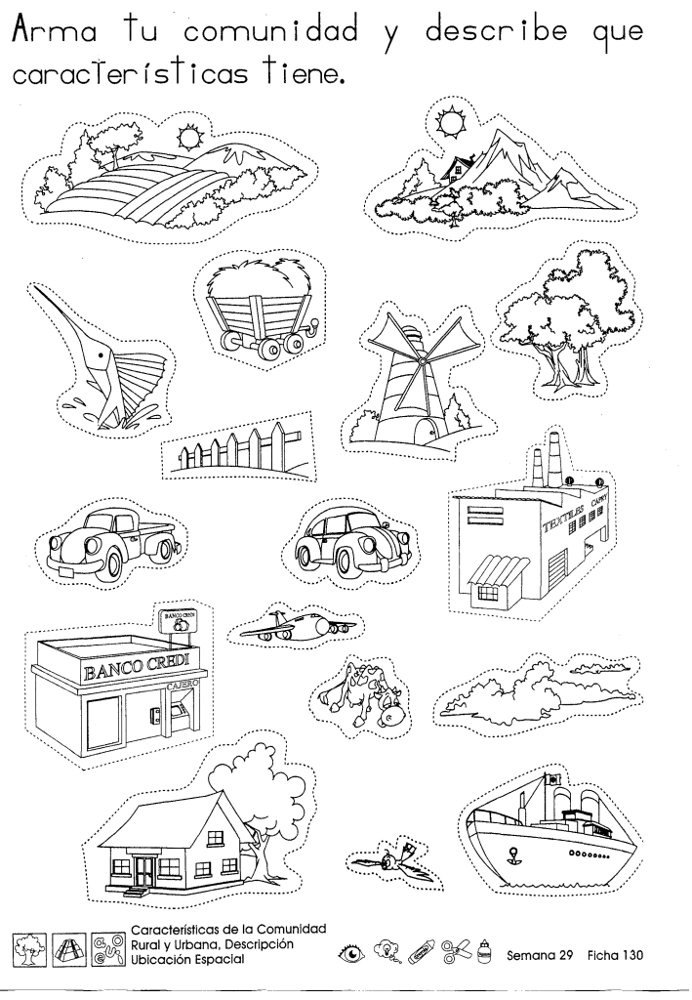 Arma tu comunidad y describe que
características tiene.
TEXTILES CAPRY
BANCO CREDI
BANCO CREDI
CAJERO
Características de la Comunidad
Rural y Urbana, Descripción
Ubicación Espacial
Semana 29 Ficha 130